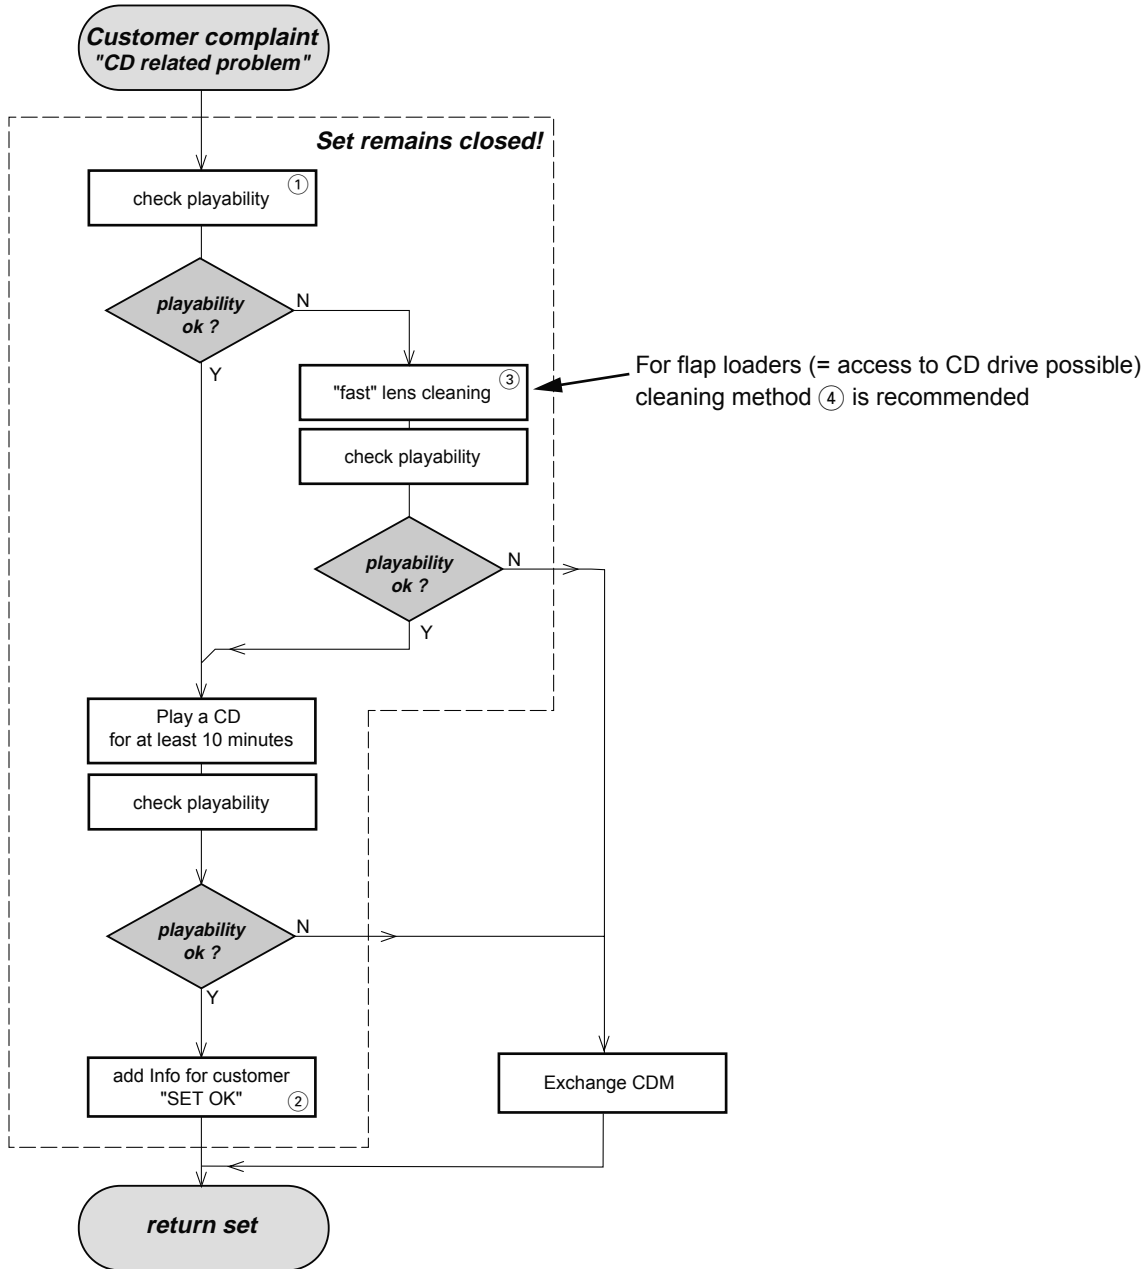 Customer complaint
"CD related problem"
Set remains closed!
check playability
①
playability
ok ?
N
Y
"fast" lens cleaning
③
For flap loaders (= access to CD drive possible)
cleaning method ④ is recommended
check playability
playability
ok ?
N
Y
Play a CD
for at least 10 minutes
check playability
playability
ok ?
N
Y
add Info for customer
"SET OK"
②
Exchange CDM
return set